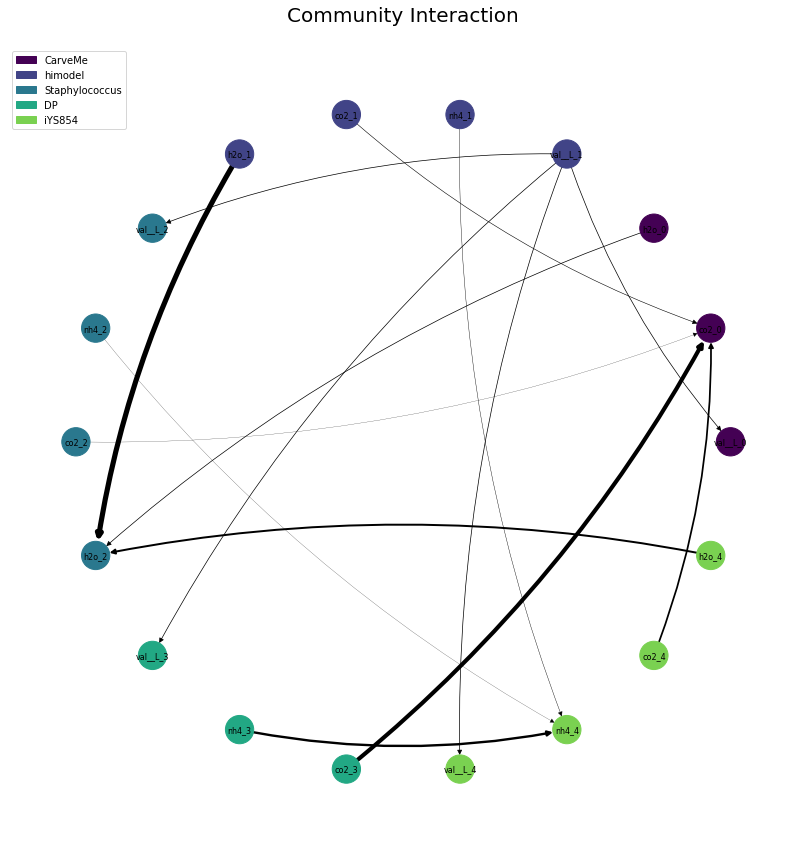 Community Interaction
CarveMe
himodel
Staphylococcus
DP
iYS854
co2_1
nh4_1
h2o_1
val__L_1
val__L_2
h2o_0
nh4_2
co2_0
co2_2
val__L_0
h2o_2
h2o_4
val__L_3
co2_4
nh4_3
nh4_4
co2_3
val__L_4